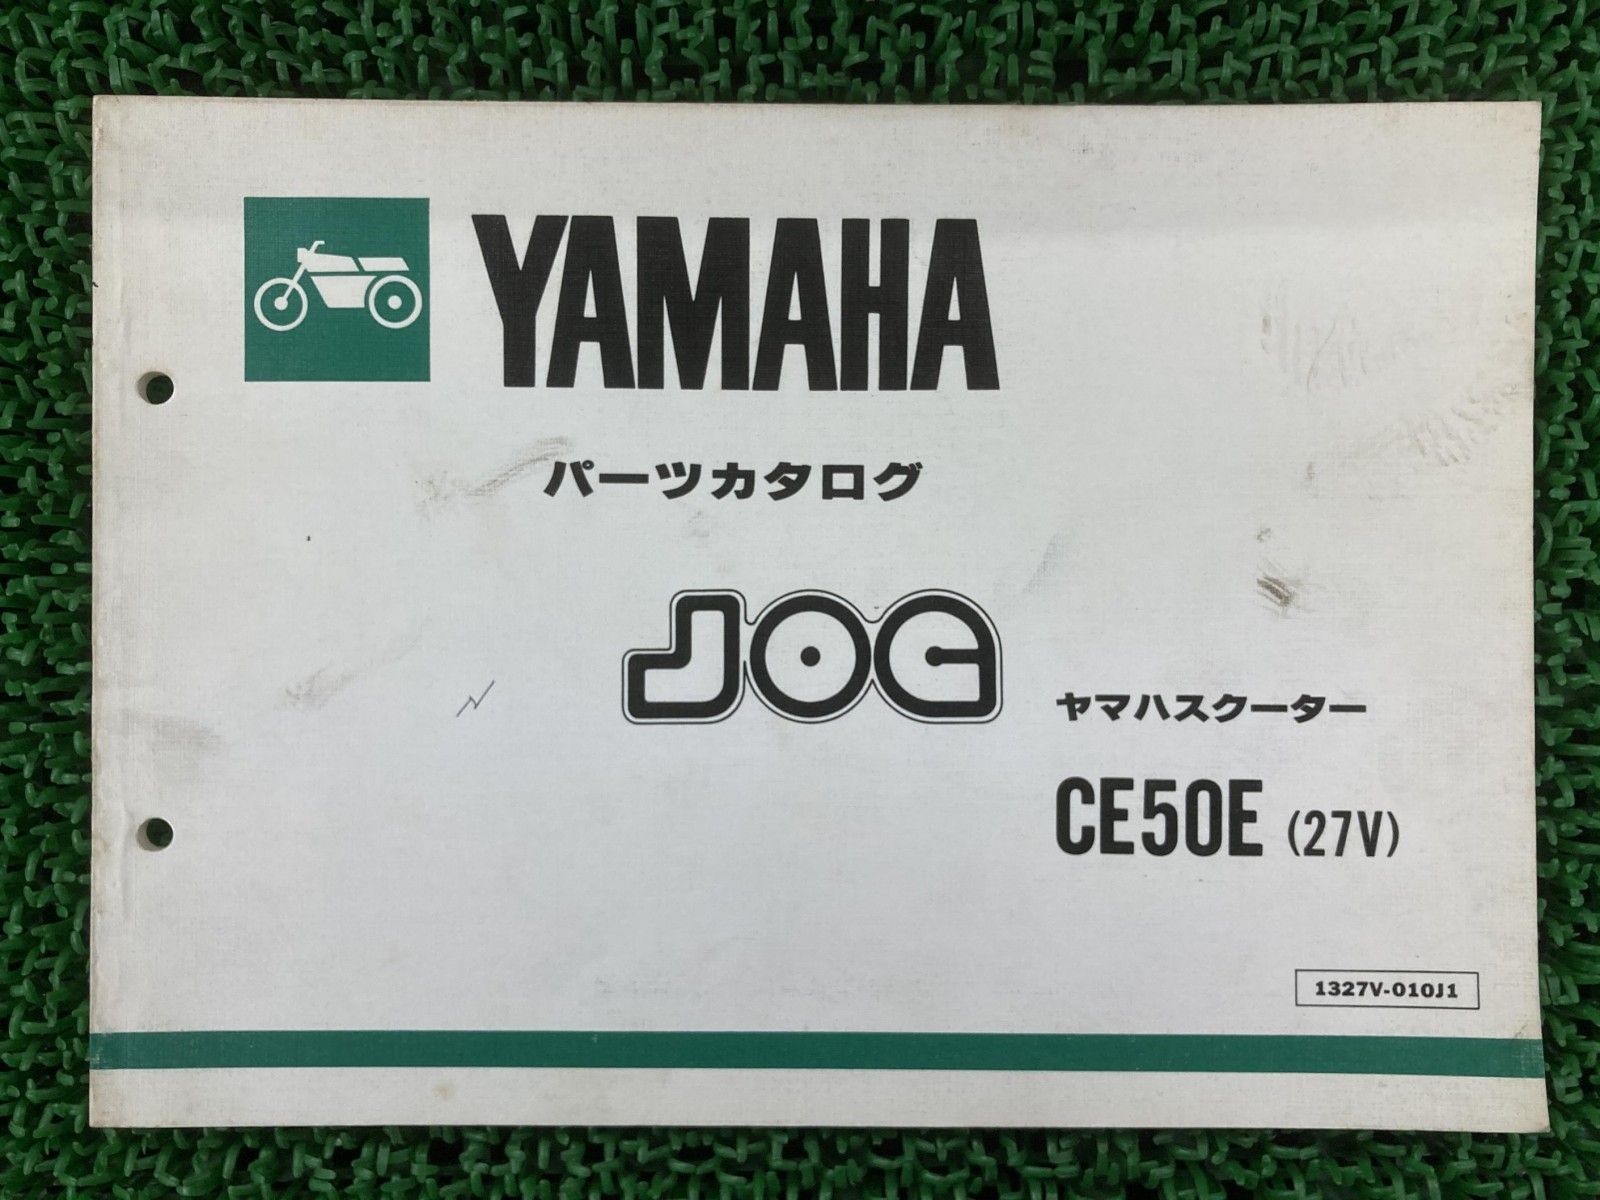 YAMAHA
パーツカタログ
JOG
ヤマハスクーター
CE50E (27V)
1327V-010J1